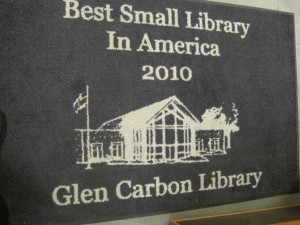 Best Small Library
In America
2010
Glen Carbon Library